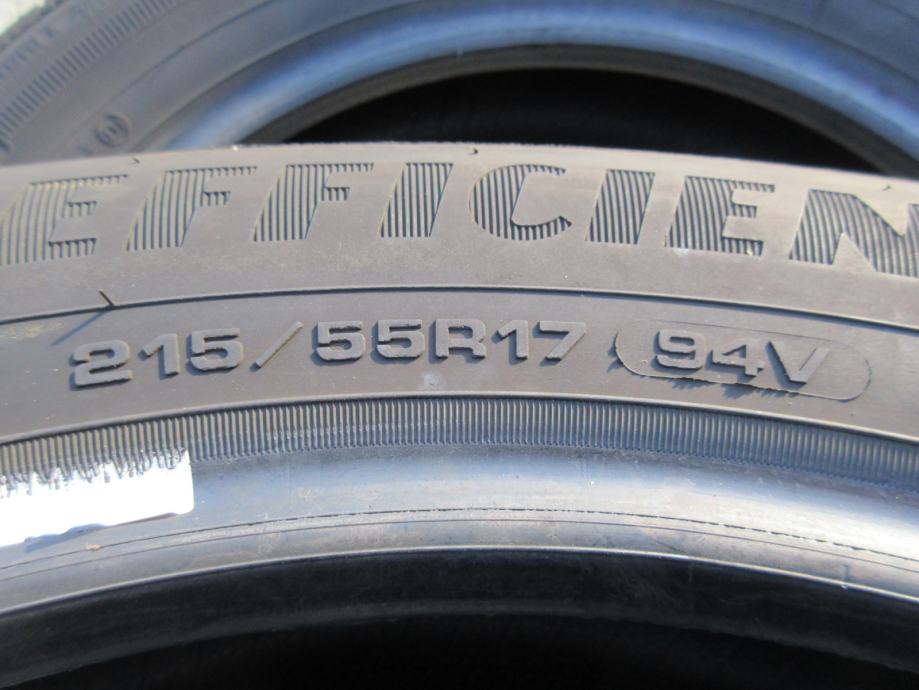 EFFICIEN
215/55R17 94V